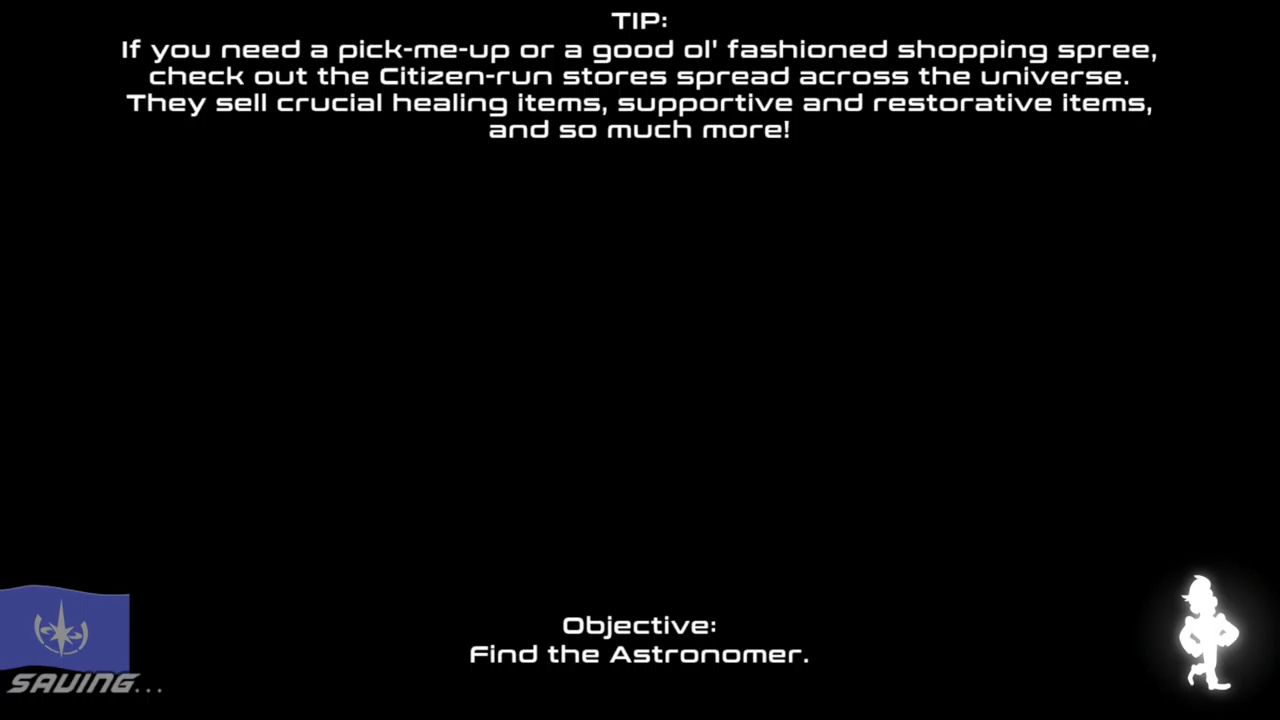 TIP:
If you need a pick-me-up or a good ol' fashioned shopping spree,
check out the Citizen-run stores spread across the universe.
They sell crucial healing items, supportive and restorative items,
and so much more!
Objective:
Find the Astronomer.
SAVING...